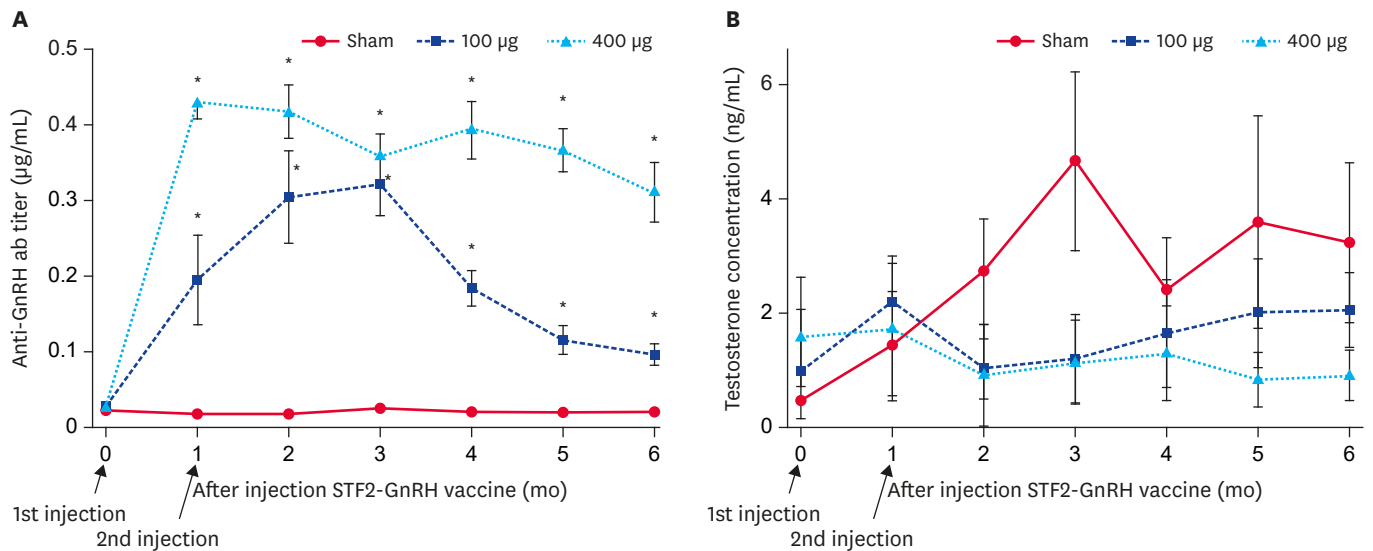 A
Sham 100 µg 400 µg
Anti-GnRH ab titer (µg/mL)
0.5
0.4
0.3
0.2
0.1
0
* * * * * *
* * * * * *
0 1 2 3 4 5 6
After injection STF2-GnRH vaccine (mo)
1st injection
2nd injection
B
Sham 100 µg 400 µg
Testosterone concentration (ng/mL)
6
4
2
0
0 1 2 3 4 5 6
After injection STF2-GnRH vaccine (mo)
1st injection
2nd injection